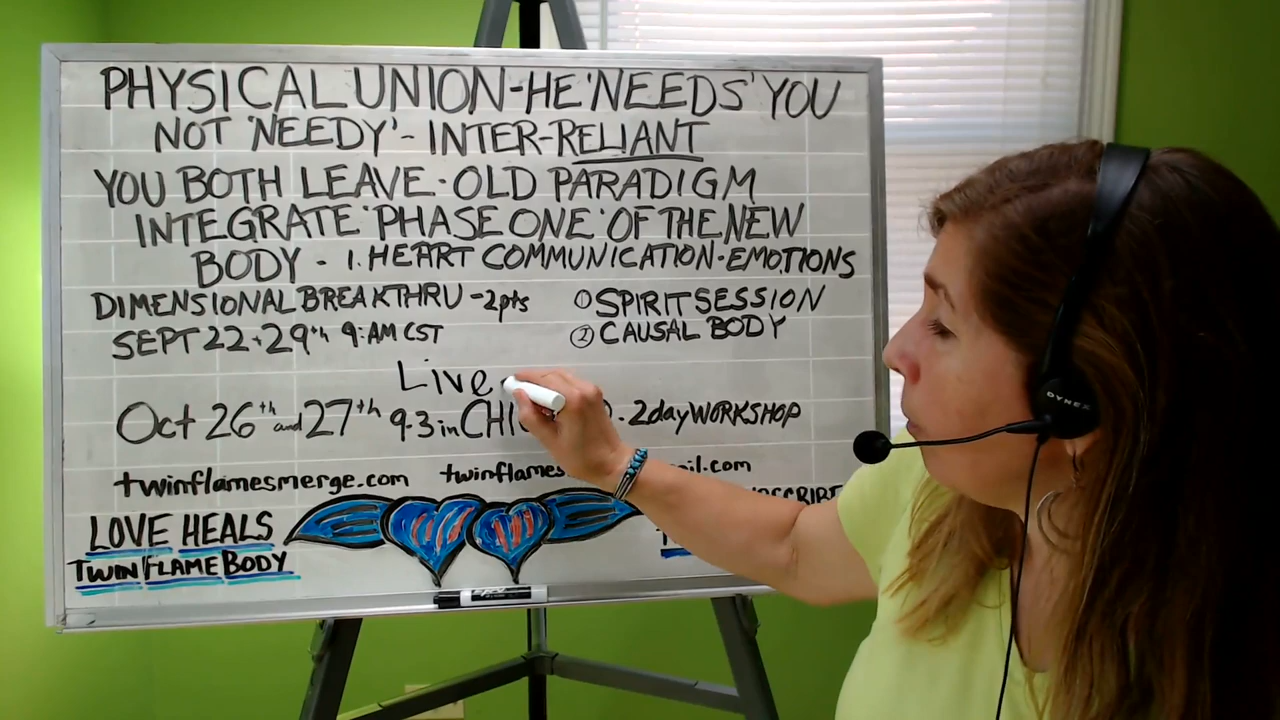 PHYSICAL UNION-HE 'NEEDS' YOU
NOT 'NEEDY' - INTER-RELIANT
YOU BOTH LEAVE · OLD PARADIGM
INTEGRATE 'PHASE ONE' OF THE NEW
BODY - 1. HEART COMMUNICATION · EMOTIONS
DIMENSIONAL BREAKTHRU - 2pts ① SPIRIT SESSION
SEPT 22 + 29th 9:AM CST ② CAUSAL BODY
Live
Oct 26th and 27th 9-3 in . 2day WORKSHOP
twinflamesmerge.com
LOVE HEALS
TWIN FLAME BODY
EXPO
DYNEX